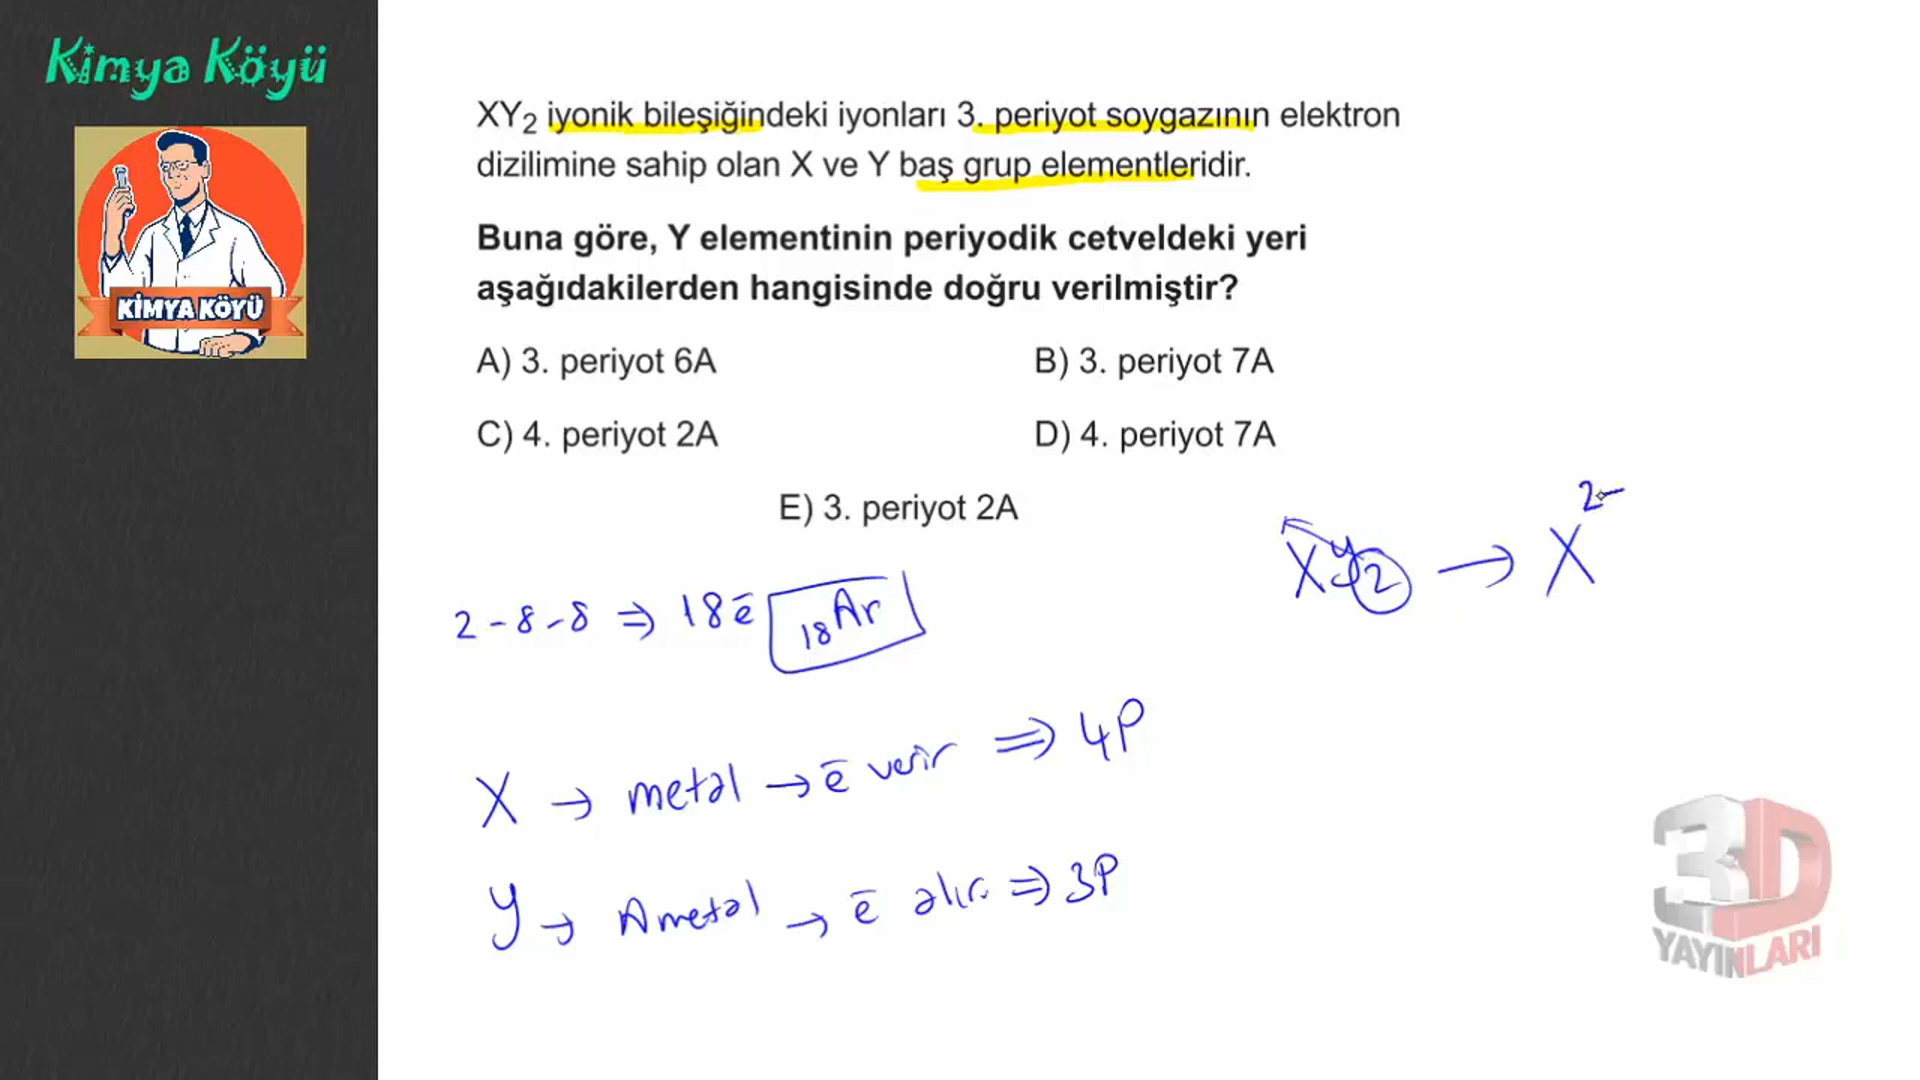 Kimya Köyü
KİMYA KÖYÜ
XY₂ iyonik bileşiğindeki iyonları 3. periyot soygazının elektron
dizilimine sahip olan X ve Y baş grup elementleridir.
Buna göre, Y elementinin periyodik cetveldeki yeri
aşağıdakilerden hangisinde doğru verilmiştir?
A) 3. periyot 6A
B) 3. periyot 7A
C) 4. periyot 2A
D) 4. periyot 7A
E) 3. periyot 2A
XY₂ → X²⁻
2-8-8 ⇒ 18ē ₁₈Ar
X → metal → ē verir ⇒ 4P
Y → Ametal → ē alır ⇒ 3P
3D
YAYINLARI